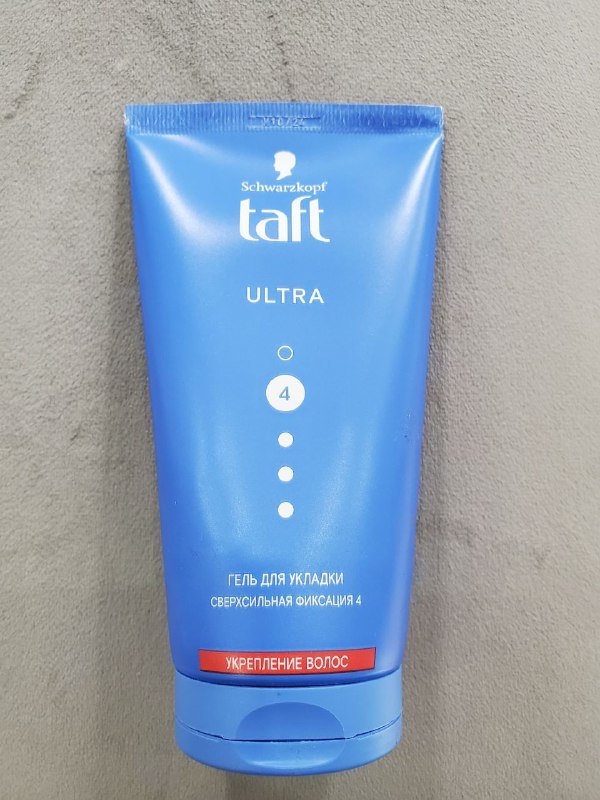 Schwarzkopf
taft
ULTRA
4
ГЕЛЬ ДЛЯ УКЛАДКИ
СВЕРХСИЛЬНАЯ ФИКСАЦИЯ 4
УКРЕПЛЕНИЕ ВОЛОС